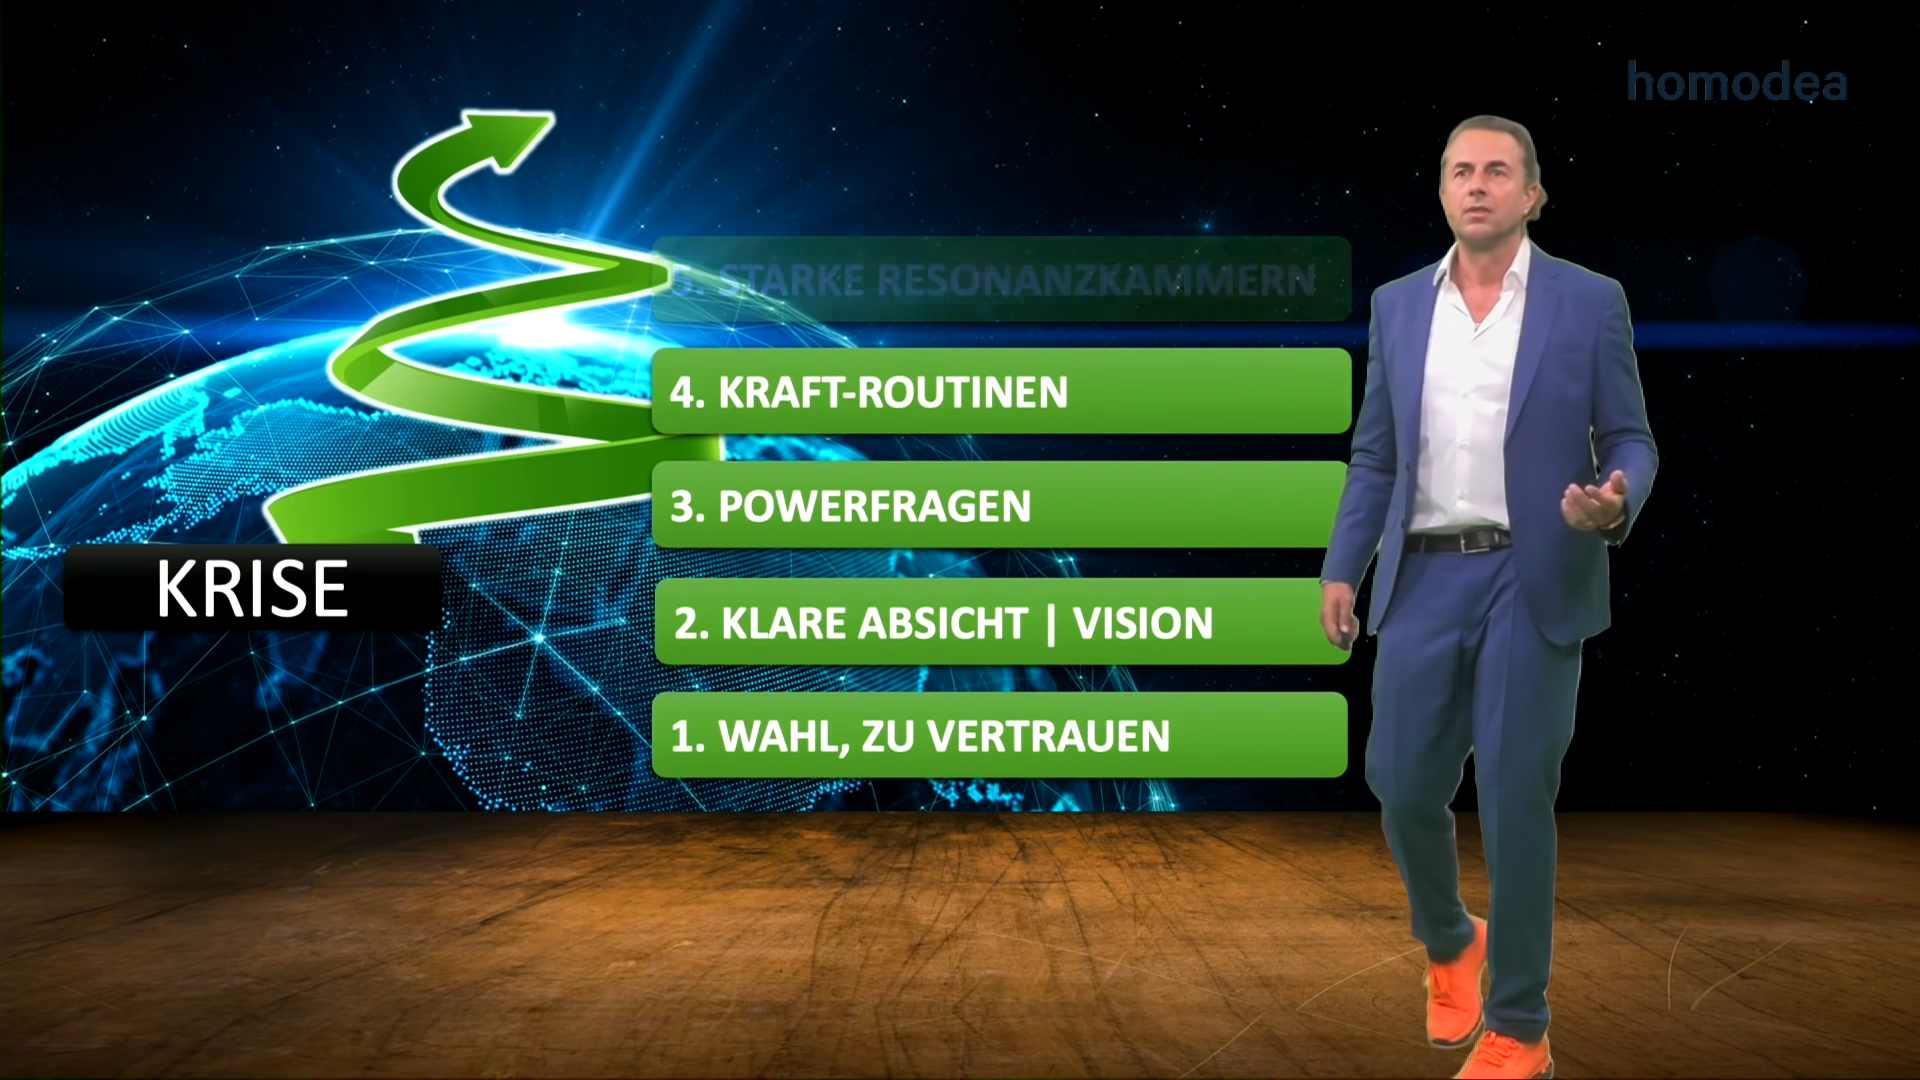 homodea
5. STARKE RESONANZKAMMERN
4. KRAFT-ROUTINEN
3. POWERFRAGEN
2. KLARE ABSICHT | VISION
1. WAHL, ZU VERTRAUEN
KRISE